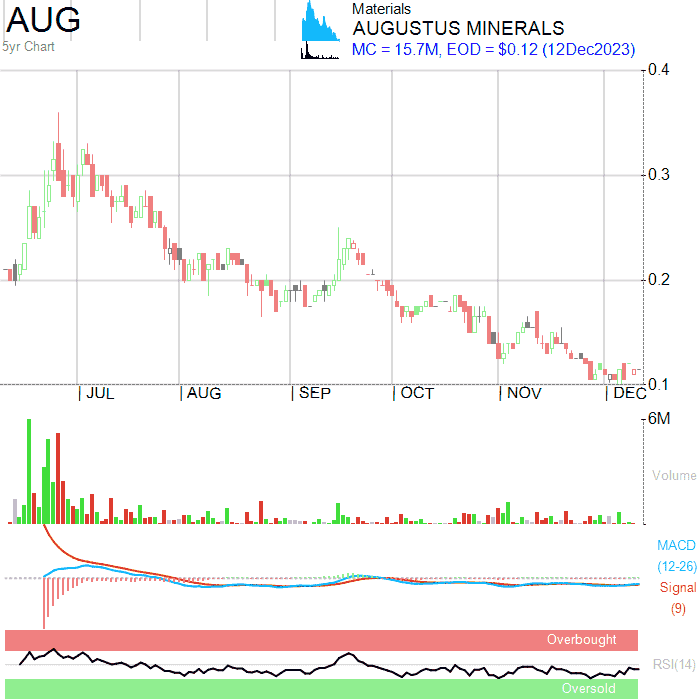 AUG
5yr Chart
Materials
AUGUSTUS MINERALS
MC = 15.7M, EOD = $0.12 (12Dec2023)
0.4
0.3
0.2
0.1
JUL AUG SEP OCT NOV DEC
6M
Volume
MACD
(12-26)
Signal
(9)
Overbought
RSI(14)
Oversold